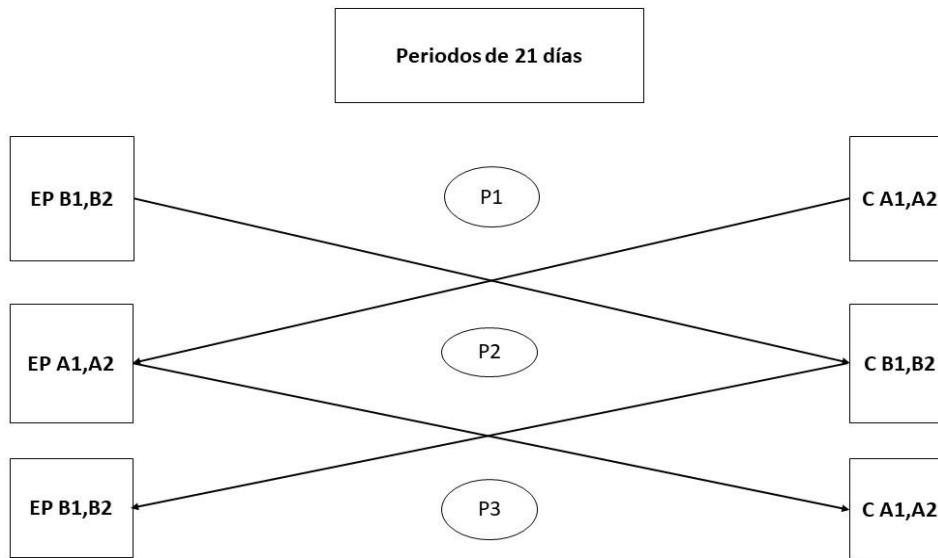 Periodos de 21 días
EP B1,B2
P1
C A1,A2
EP A1,A2
P2
C B1,B2
EP B1,B2
P3
C A1,A2